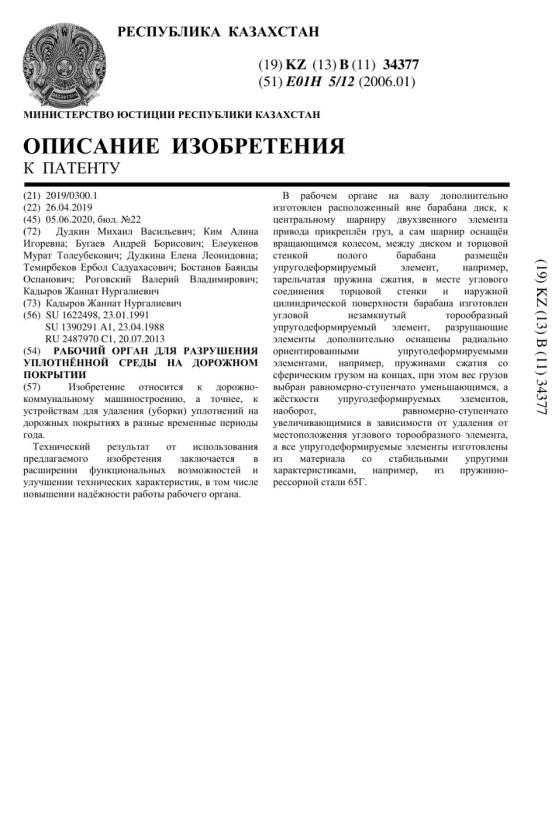 РЕСПУБЛИКА КАЗАХСТАН
(19) KZ (13) B (11) 34377
(51) E01H 5/12 (2006.01)
МИНИСТЕРСТВО ЮСТИЦИИ РЕСПУБЛИКИ КАЗАХСТАН
ОПИСАНИЕ ИЗОБРЕТЕНИЯ
К ПАТЕНТУ
(21) 2019/0300.1
(22) 26.04.2019
(45) 05.06.2020, бюл. №22
(72) Дудкин Михаил Васильевич; Ким Алина
Игоревна; Бугаев Андрей Борисович; Елеукенов
Мурат Толеубекович; Дудкина Елена Леонидовна;
Темирбеков Ербол Садуахасович; Бостанов Баянды
Оспанович; Роговский Валерий Владимирович;
Кадыров Жаннат Нургалиевич
(73) Кадыров Жаннат Нургалиевич
(56) SU 1622498, 23.01.1991
SU 1390291 A1, 23.04.1988
RU 2487970 C1, 20.07.2013
(54) РАБОЧИЙ ОРГАН ДЛЯ РАЗРУШЕНИЯ
УПЛОТНЁННОЙ СРЕДЫ НА ДОРОЖНОМ
ПОКРЫТИИ
(57) Изобретение относится к дорожно-
коммунальному машиностроению, а точнее, к
устройствам для удаления (уборки) уплотнений на
дорожных покрытиях в разные временные периоды
года.
Технический результат от использования
предлагаемого изобретения заключается в
расширении функциональных возможностей и
улучшении технических характеристик, в том числе
повышении надёжности работы рабочего органа.
В рабочем органе на валу дополнительно
изготовлен расположенный вне барабана диск, к
центральному шарниру двухзвенного элемента
привода прикреплён груз, а сам шарнир оснащён
вращающимся колесом, между диском и торцовой
стенкой полого барабана размещён
упругодеформируемый элемент, например,
тарельчатая пружина сжатия, в месте углового
соединения торцовой стенки и наружной
цилиндрической поверхности барабана изготовлен
угловой незамкнутый торообразный
упругодеформируемый элемент, разрушающие
элементы дополнительно оснащены радиально
ориентированными упругодеформируемыми
элементами, например, пружинами сжатия со
сферическим грузом на концах, при этом вес грузов
выбран равномерно-ступенчато уменьшающимся, а
жёсткости упругодеформируемых элементов,
наоборот, равномерно-ступенчато
увеличивающимися в зависимости от удаления от
местоположения углового торообразного элемента,
а все упругодеформируемые элементы изготовлены
из материала со стабильными упругими
характеристиками, например, из пружинно-
рессорной стали 65Г.
(19) KZ (13) B (11) 34377